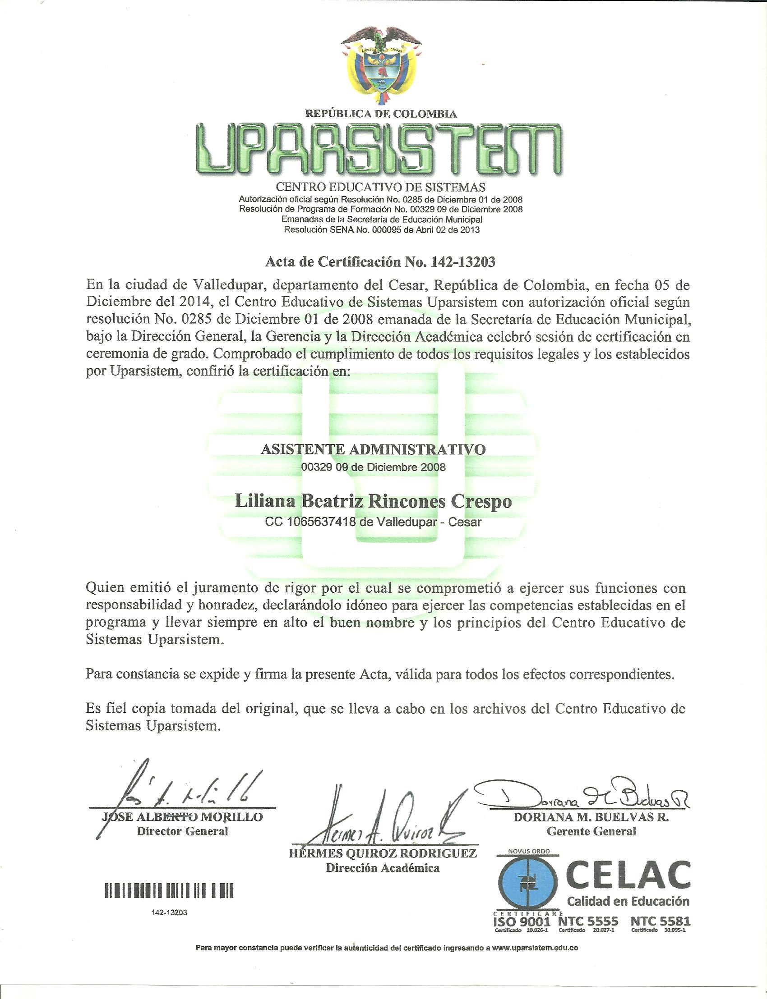 Libertad y Orden
REPÚBLICA DE COLOMBIA
UPARSISTEM
CENTRO EDUCATIVO DE SISTEMAS
Autorización oficial según Resolución No. 0285 de Diciembre 01 de 2008
Resolución de Programa de Formación No. 00329 09 de Diciembre 2008
Emanadas de la Secretaría de Educación Municipal
Resolución SENA No. 000095 de Abril 02 de 2013
Acta de Certificación No. 142-13203
En la ciudad de Valledupar, departamento del Cesar, República de Colombia, en fecha 05 de
Diciembre del 2014, el Centro Educativo de Sistemas Uparsistem con autorización oficial según
resolución No. 0285 de Diciembre 01 de 2008 emanada de la Secretaría de Educación Municipal,
bajo la Dirección General, la Gerencia y la Dirección Académica celebró sesión de certificación en
ceremonia de grado. Comprobado el cumplimiento de todos los requisitos legales y los establecidos
por Uparsistem, confirió la certificación en:
ASISTENTE ADMINISTRATIVO
00329 09 de Diciembre 2008
Liliana Beatriz Rincones Crespo
CC 1065637418 de Valledupar - Cesar
Quien emitió el juramento de rigor por el cual se comprometió a ejercer sus funciones con
responsabilidad y honradez, declarándolo idóneo para ejercer las competencias establecidas en el
programa y llevar siempre en alto el buen nombre y los principios del Centro Educativo de
Sistemas Uparsistem.
Para constancia se expide y firma la presente Acta, válida para todos los efectos correspondientes.
Es fiel copia tomada del original, que se lleva a cabo en los archivos del Centro Educativo de
Sistemas Uparsistem.
JOSE ALBERTO MORILLO
Director General
Hermes A. Quiroz R
HERMES QUIROZ RODRIGUEZ
Dirección Académica
Doriana M Buelvas R
DORIANA M. BUELVAS R.
Gerente General
142-13203
NOVUS ORDO
CELAC
Calidad en Educación
CERTIFICARE
ISO 9001 NTC 5555 NTC 5581
Certificado 10.026-1 Certificado 20.027-1 Certificado 30.095-1
Para mayor constancia puede verificar la autenticidad del certificado ingresando a www.uparsistem.edu.co